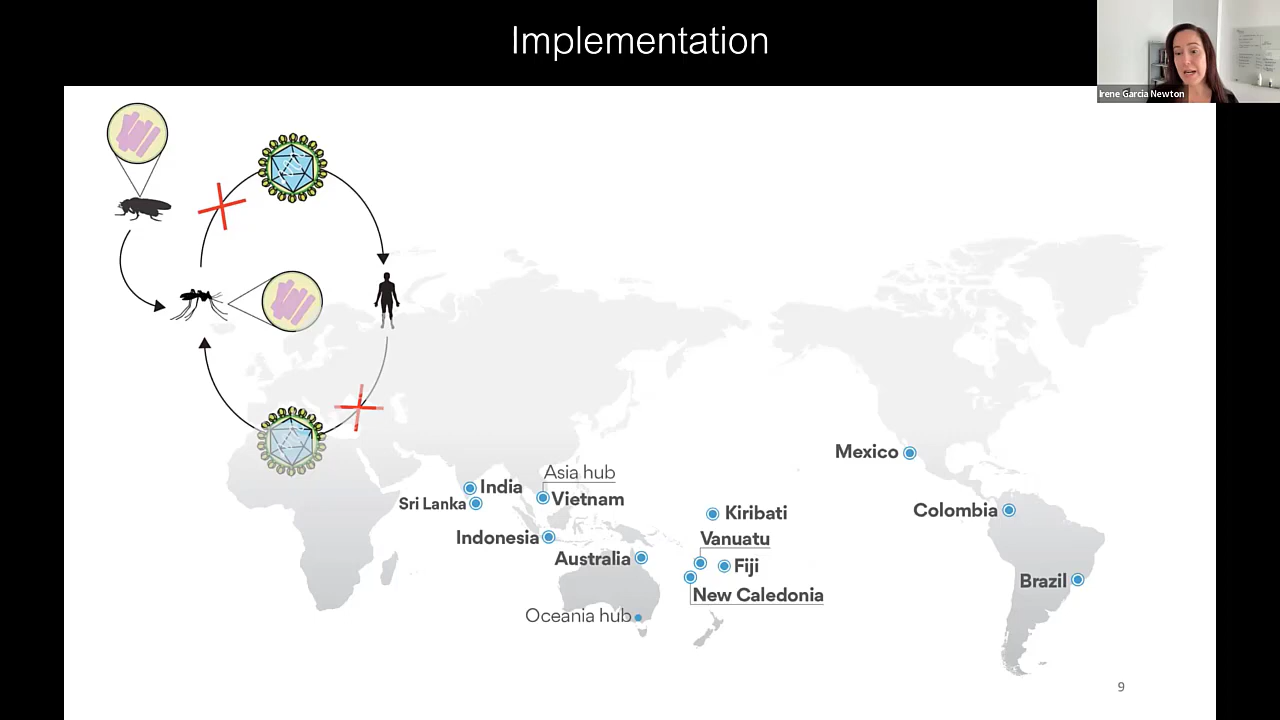 Implementation
Irene Garcia Newton
Asia hub
India
Vietnam
Sri Lanka
Indonesia
Australia
Oceania hub
Kiribati
Vanuatu
Fiji
New Caledonia
Mexico
Colombia
Brazil
9